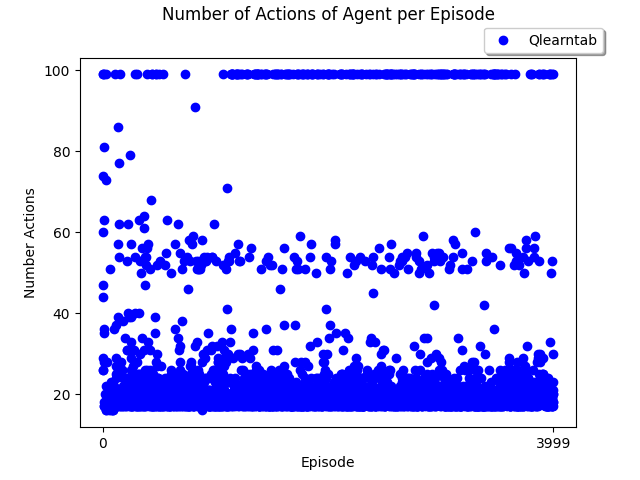 Number of Actions of Agent per Episode
Qlearntab
100
80
60
40
20
Number Actions
0
3999
Episode